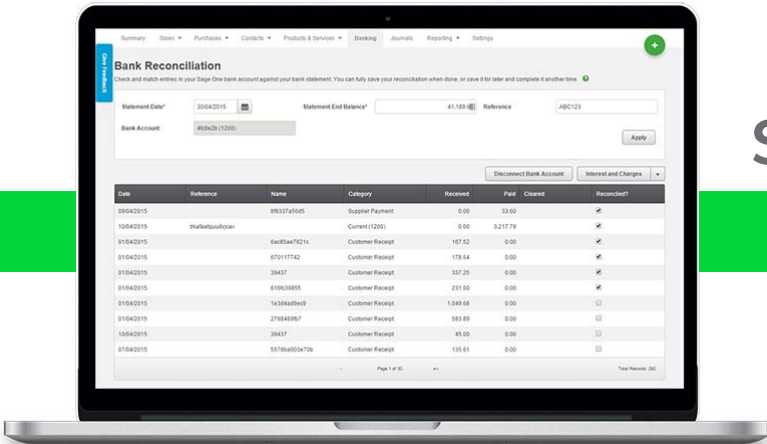 Summary Sales Purchases Contacts Products & Services Banking Journals Reporting Settings
Give Feedback
Bank Reconciliation
Check and match entries in your Sage One bank account against your bank statement. You can fully save your reconciliation when done, or save it for later and complete it another time.
Statement Date* 30/04/2015 Statement End Balance* Reference ABC123
Bank Account
Apply
Disconnect Bank Account Interest and Charges
Date Reference Name Category Received Paid Cleared Reconciled?
09/04/2015 8f9337a56d5 Supplier Payment 0.00 33.60
10/04/2015 Current (1200) 0.00 3,217.79
01/04/2015 6ec85ae7821c Customer Receipt 167.52 0.00
01/04/2015 670117742 Customer Receipt 178.64 0.00
01/04/2015 39437 Customer Receipt 337.25 0.00
01/04/2015 616fc39855 Customer Receipt 231.00 0.00
01/04/2015 1e3d4ad9ec9 Customer Receipt 1,049.68 0.00
01/04/2015 2768469fb7 Customer Receipt 583.89 0.00
10/04/2015 39437 Customer Receipt 45.00 0.00
07/04/2015 5579ba003e70b Customer Receipt 135.61 0.00
Page 1 of 30 Total Records:
S